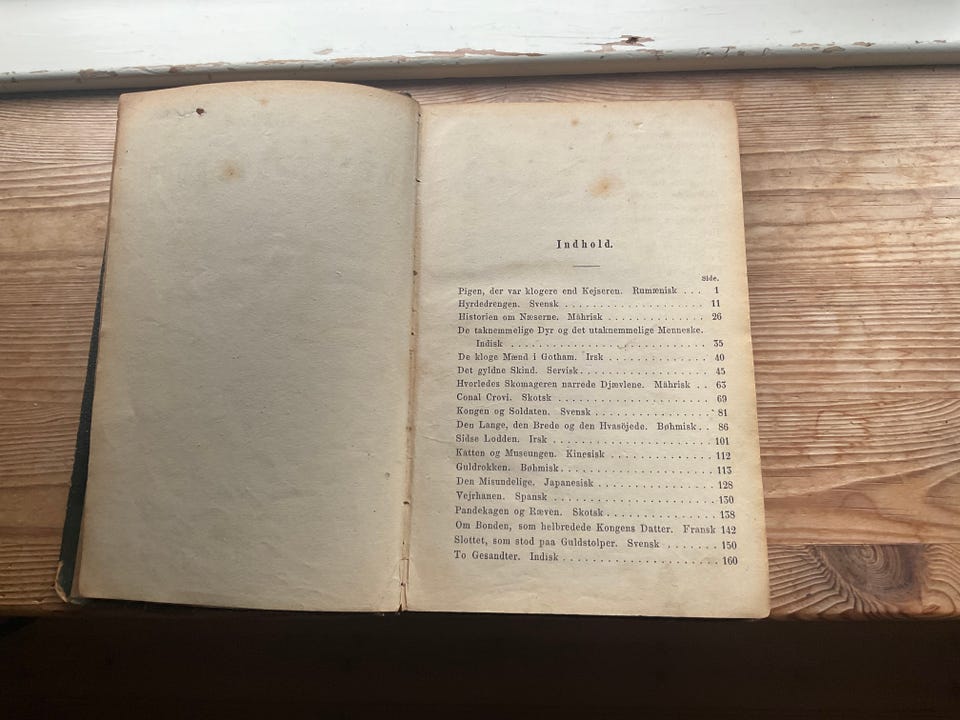 Indhold.
Side.
Pigen, der var klogere end Kejseren. Rumænisk . . . 1
Hyrdedrengen. Svensk . . . . . . . . . . . . . . . . . 11
Historien om Næserne. Mährisk . . . . . . . . . . . . 26
De taknemmelige Dyr og det utaknemmelige Menneske.
Indisk . . . . . . . . . . . . . . . . . . . . . . . 35
De kloge Mænd i Gotham. Irsk . . . . . . . . . . . . 40
Det gyldne Skind. Servisk . . . . . . . . . . . . . . . 45
Hvorledes Skomageren narrede Djævlene. Mährisk . . 63
Conal Crovi. Skotsk . . . . . . . . . . . . . . . . . . 69
Kongen og Soldaten. Svensk . . . . . . . . . . . . . . 81
Den Lange, den Brede og den Hvasöjede. Bøhmisk . . 86
Sidse Lodden. Irsk . . . . . . . . . . . . . . . . . . . 101
Katten og Museungen. Kinesisk . . . . . . . . . . . . 112
Guldrokken. Bøhmisk . . . . . . . . . . . . . . . . . . 113
Den Misundelige. Japanesisk . . . . . . . . . . . . . . 128
Vejrhanen. Spansk . . . . . . . . . . . . . . . . . . . 130
Pandekagen og Ræven. Skotsk . . . . . . . . . . . . . 138
Om Bonden, som helbredede Kongens Datter. Fransk 142
Slottet, som stod paa Guldstolper. Svensk . . . . . . . 150
To Gesandter. Indisk . . . . . . . . . . . . . . . . . . 160